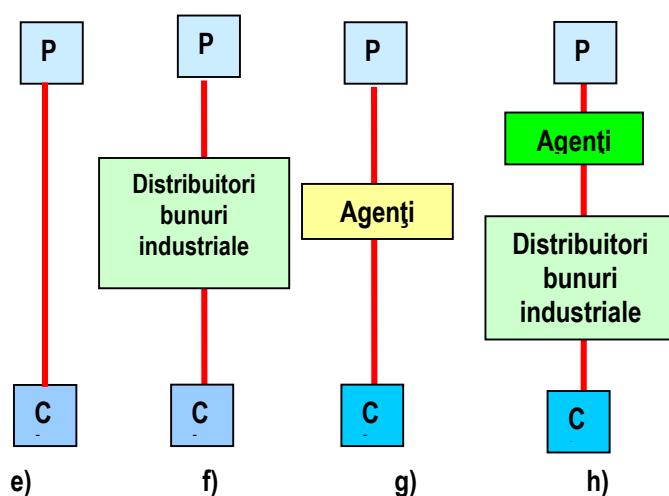 P
P
P
P
Agenţi
Distribuitori
bunuri
industriale
Agenţi
Distribuitori
bunuri
industriale
C
C
C
C
e)
f)
g)
h)